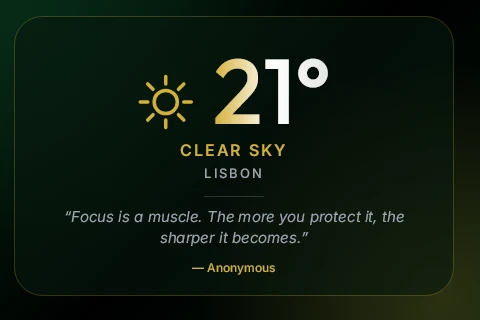 21°
CLEAR SKY
LISBON
“Focus is a muscle. The more you protect it, the
sharper it becomes.”
— Anonymous